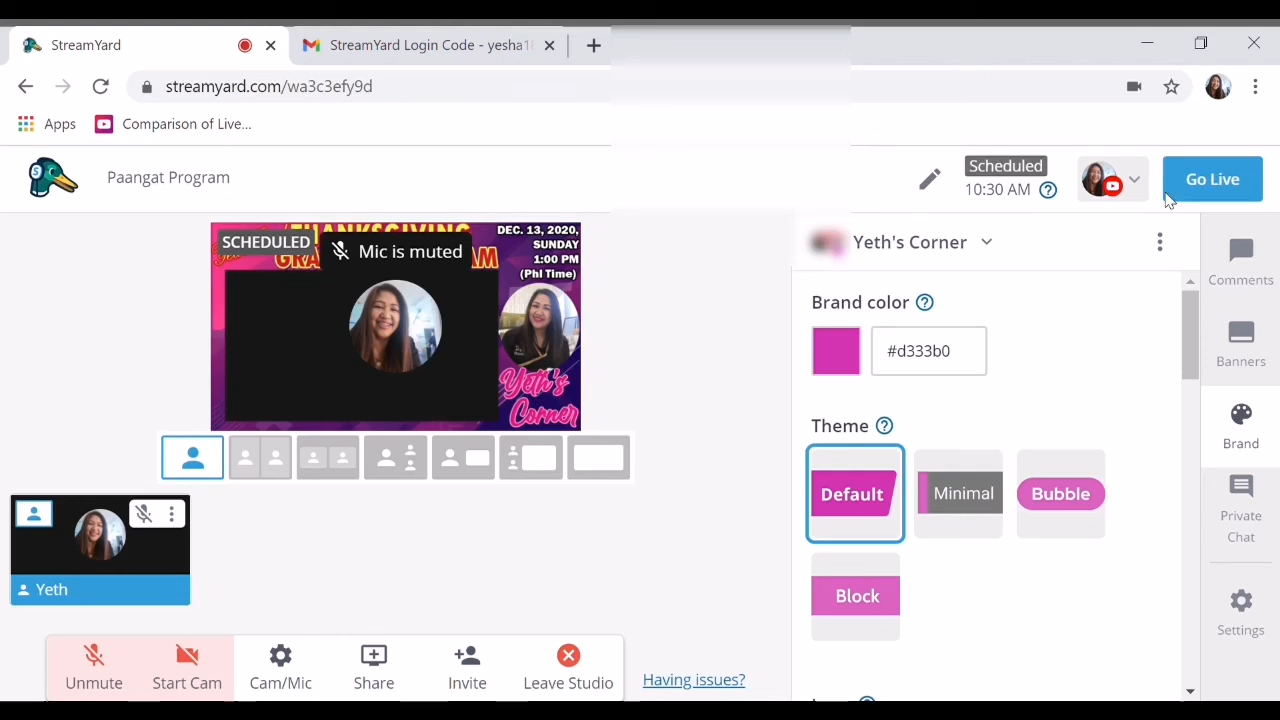 StreamYard
StreamYard Login Code - yesha1
streamyard.com/wa3c3efy9d
Apps
Comparison of Live...
Paangat Program
Scheduled
10:30 AM
Go Live
SCHEDULED
THANKSGIVING
Mic is muted
DEC. 13, 2020,
SUNDAY
1:00 PM
(Phl Time)
Yeth's
Corner
Yeth
Unmute
Start Cam
Cam/Mic
Share
Invite
Leave Studio
Having issues?
Yeth's Corner
Brand color
#d333b0
Theme
Default
Minimal
Bubble
Block
Comments
Banners
Brand
Private
Chat
Settings